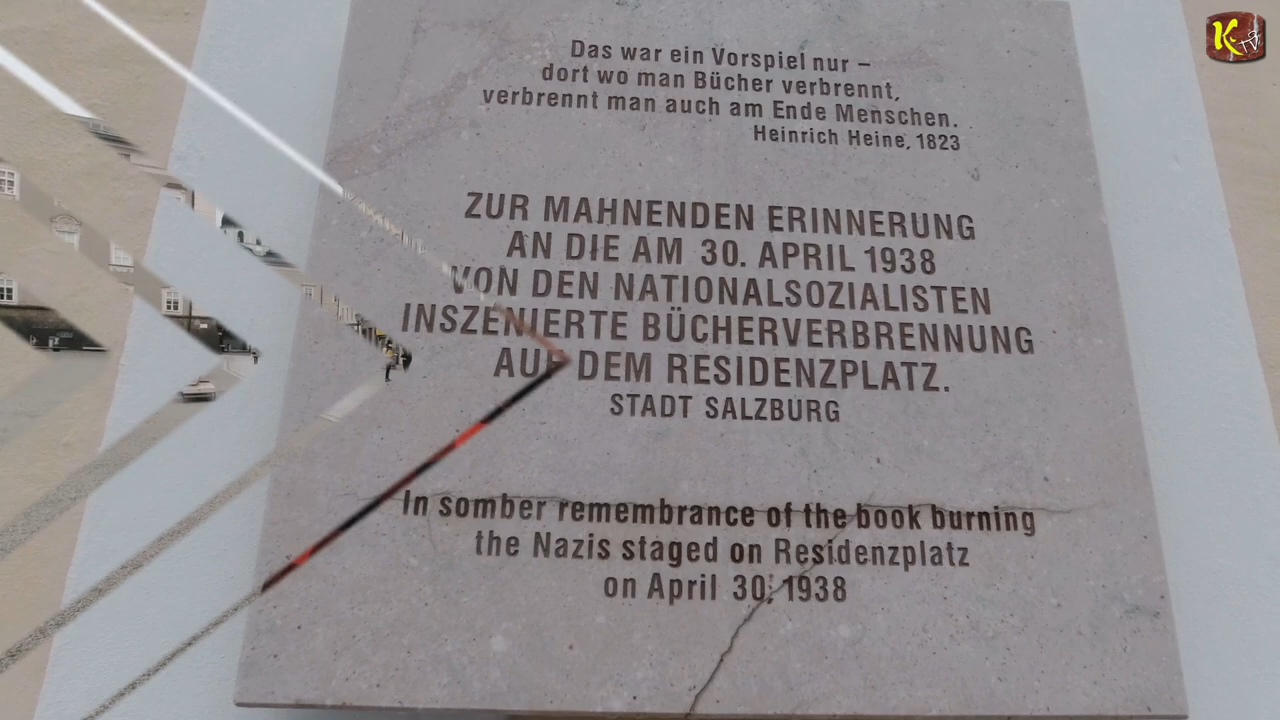 Das war ein Vorspiel nur –
dort wo man Bücher verbrennt,
verbrennt man auch am Ende Menschen.
Heinrich Heine, 1823
ZUR MAHNENDEN ERINNERUNG
AN DIE AM 30. APRIL 1938
VON DEN NATIONALSOZIALISTEN
INSZENIERTE BÜCHERVERBRENNUNG
AUF DEM RESIDENZPLATZ.
STADT SALZBURG
In somber remembrance of the book burning
the Nazis staged on Residenzplatz
on April 30, 1938
K TV